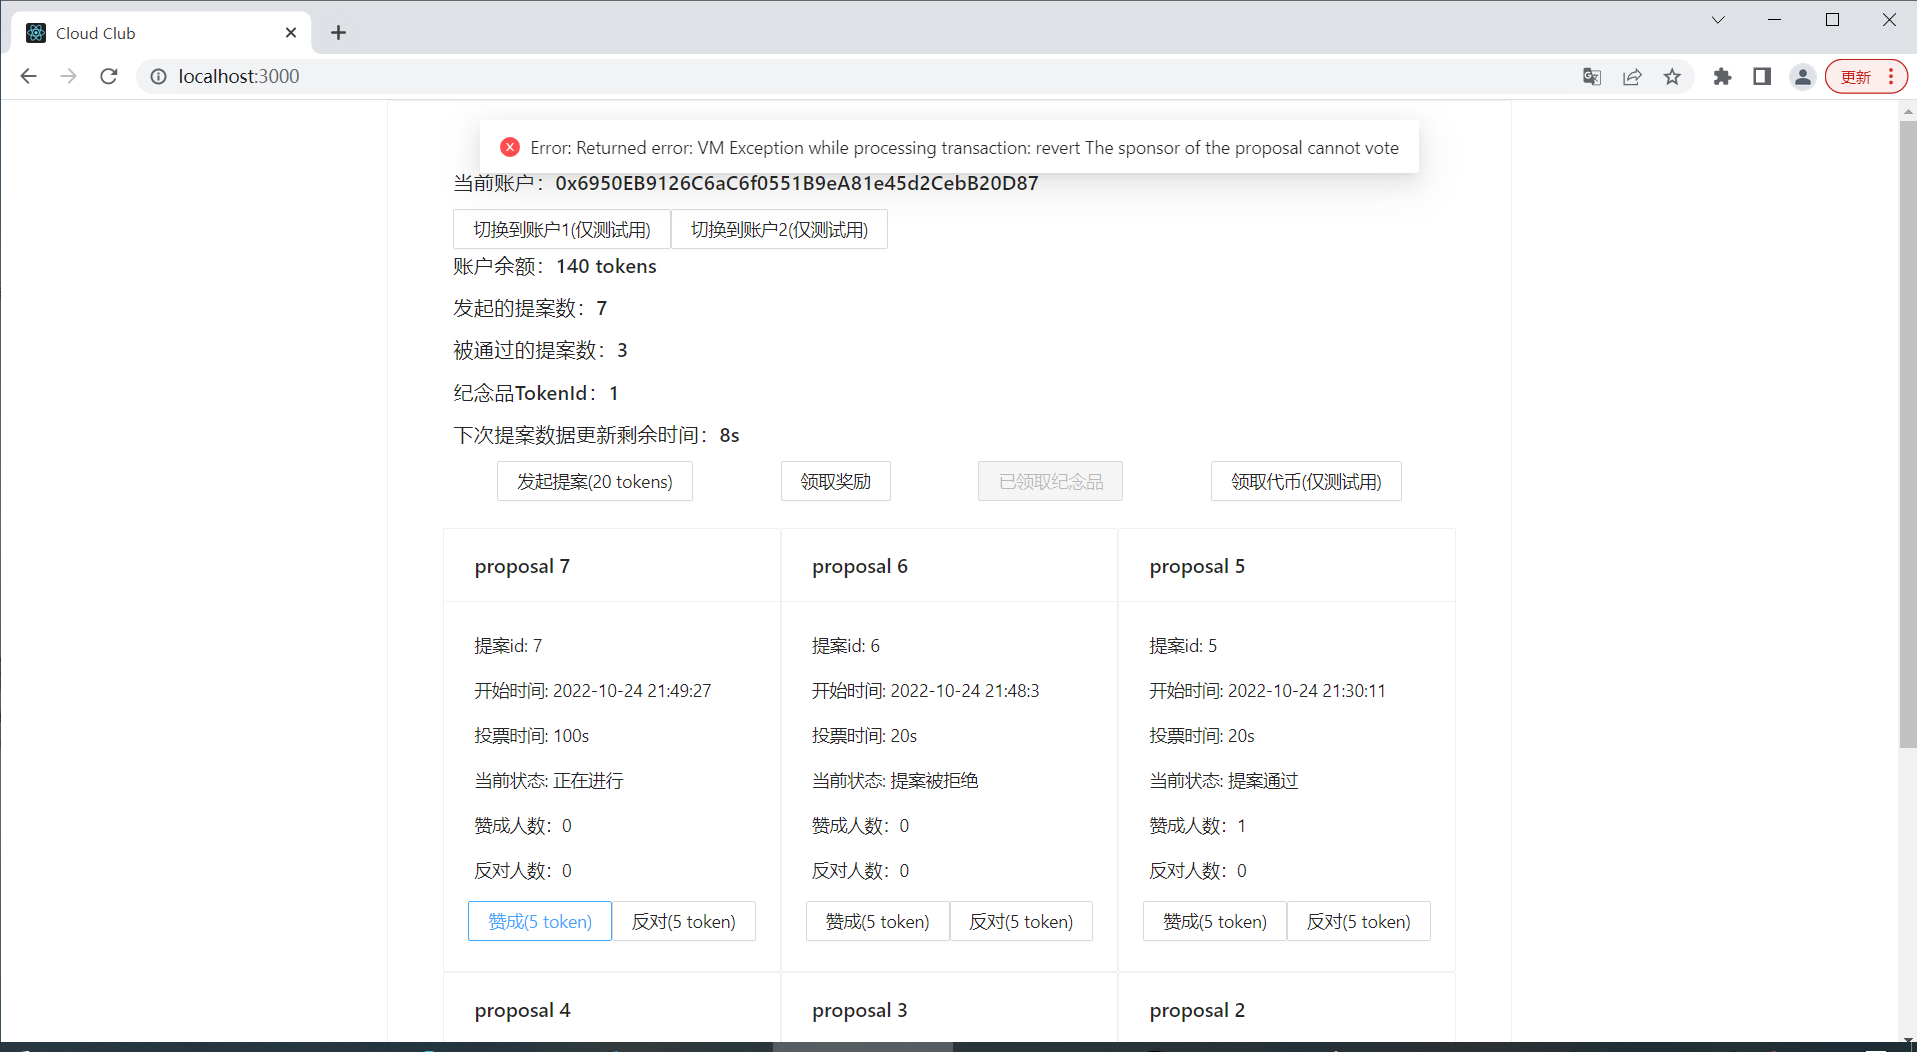 Cloud Club
localhost:3000
更新
Error: Returned error: VM Exception while processing transaction: revert The sponsor of the proposal cannot vote
当前账户：0x6950EB9126C6aC6f0551B9eA81e45d2CebB20D87
切换到账户1(仅测试用) 切换到账户2(仅测试用)
账户余额：140 tokens
发起的提案数：7
被通过的提案数：3
纪念品TokenId：1
下次提案数据更新剩余时间：8s
发起提案(20 tokens) 领取奖励 已领取纪念品 领取代币(仅测试用)
proposal 7
提案id: 7
开始时间: 2022-10-24 21:49:27
投票时间: 100s
当前状态: 正在进行
赞成人数：0
反对人数：0
赞成(5 token) 反对(5 token)
proposal 6
提案id: 6
开始时间: 2022-10-24 21:48:3
投票时间: 20s
当前状态: 提案被拒绝
赞成人数：0
反对人数：0
赞成(5 token) 反对(5 token)
proposal 5
提案id: 5
开始时间: 2022-10-24 21:30:11
投票时间: 20s
当前状态: 提案通过
赞成人数：1
反对人数：0
赞成(5 token) 反对(5 token)
proposal 4
proposal 3
proposal 2